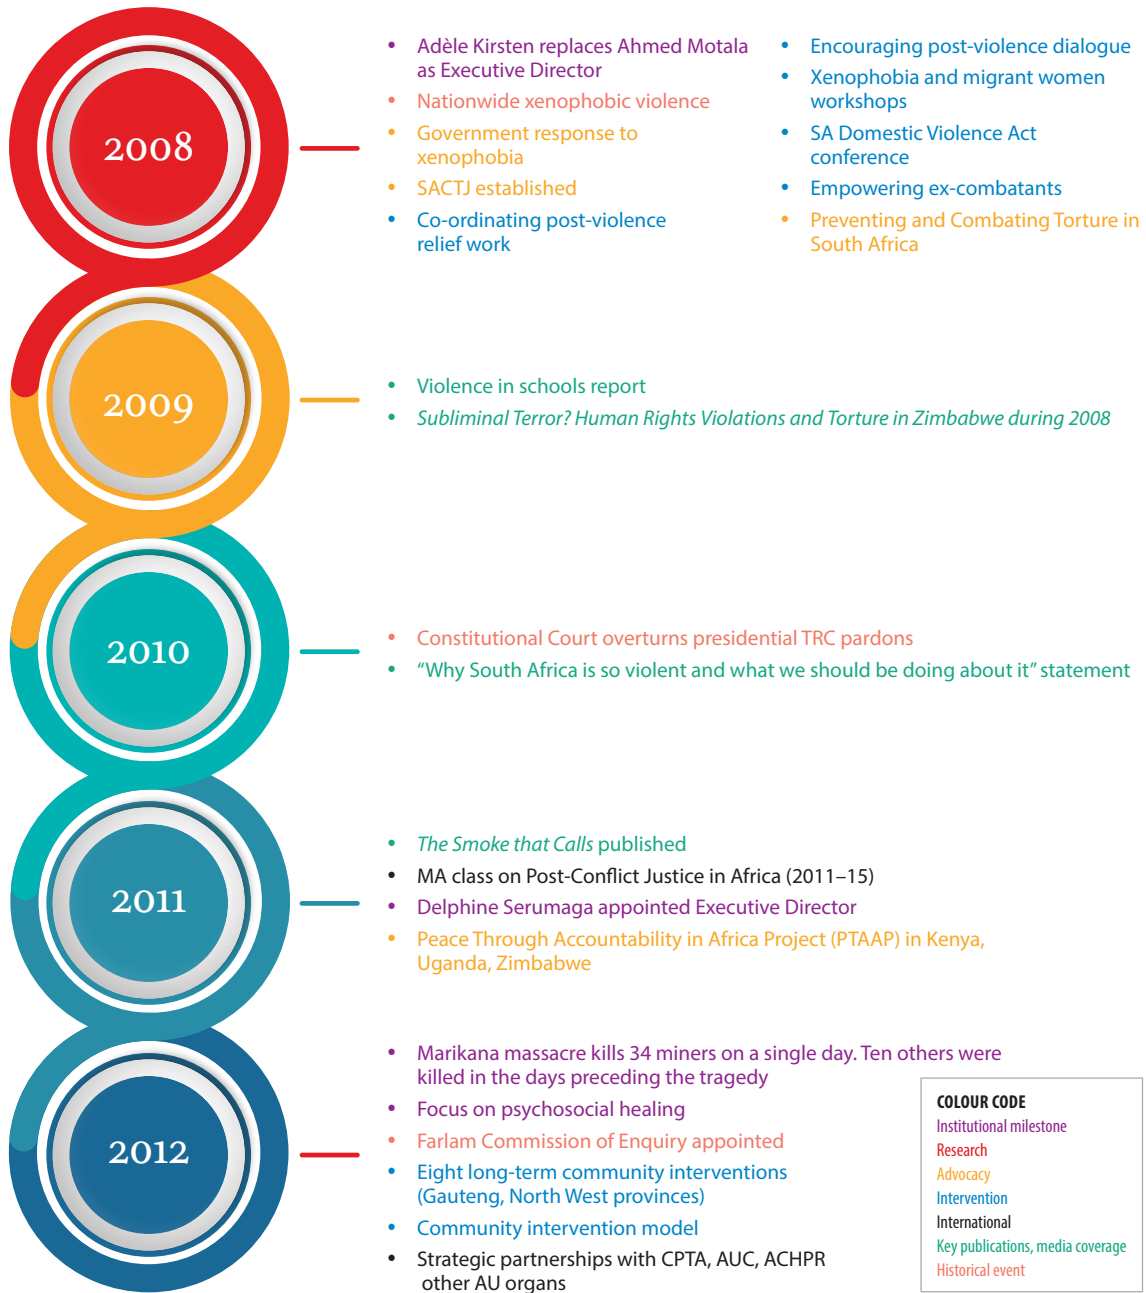 2008
• Adèle Kirsten replaces Ahmed Motala
as Executive Director
• Nationwide xenophobic violence
• Government response to
xenophobia
• SACTJ established
• Co-ordinating post-violence
relief work
• Encouraging post-violence dialogue
• Xenophobia and migrant women
workshops
• SA Domestic Violence Act
conference
• Empowering ex-combatants
• Preventing and Combating Torture in
South Africa
2009
• Violence in schools report
• Subliminal Terror? Human Rights Violations and Torture in Zimbabwe during 2008
2010
• Constitutional Court overturns presidential TRC pardons
• “Why South Africa is so violent and what we should be doing about it” statement
2011
• The Smoke that Calls published
• MA class on Post-Conflict Justice in Africa (2011–15)
• Delphine Serumaga appointed Executive Director
• Peace Through Accountability in Africa Project (PTAAP) in Kenya,
Uganda, Zimbabwe
2012
• Marikana massacre kills 34 miners on a single day. Ten others were
killed in the days preceding the tragedy
• Focus on psychosocial healing
• Farlam Commission of Enquiry appointed
• Eight long-term community interventions
(Gauteng, North West provinces)
• Community intervention model
• Strategic partnerships with CPTA, AUC, ACHPR
other AU organs
COLOUR CODE
Institutional milestone
Research
Advocacy
Intervention
International
Key publications, media coverage
Historical event